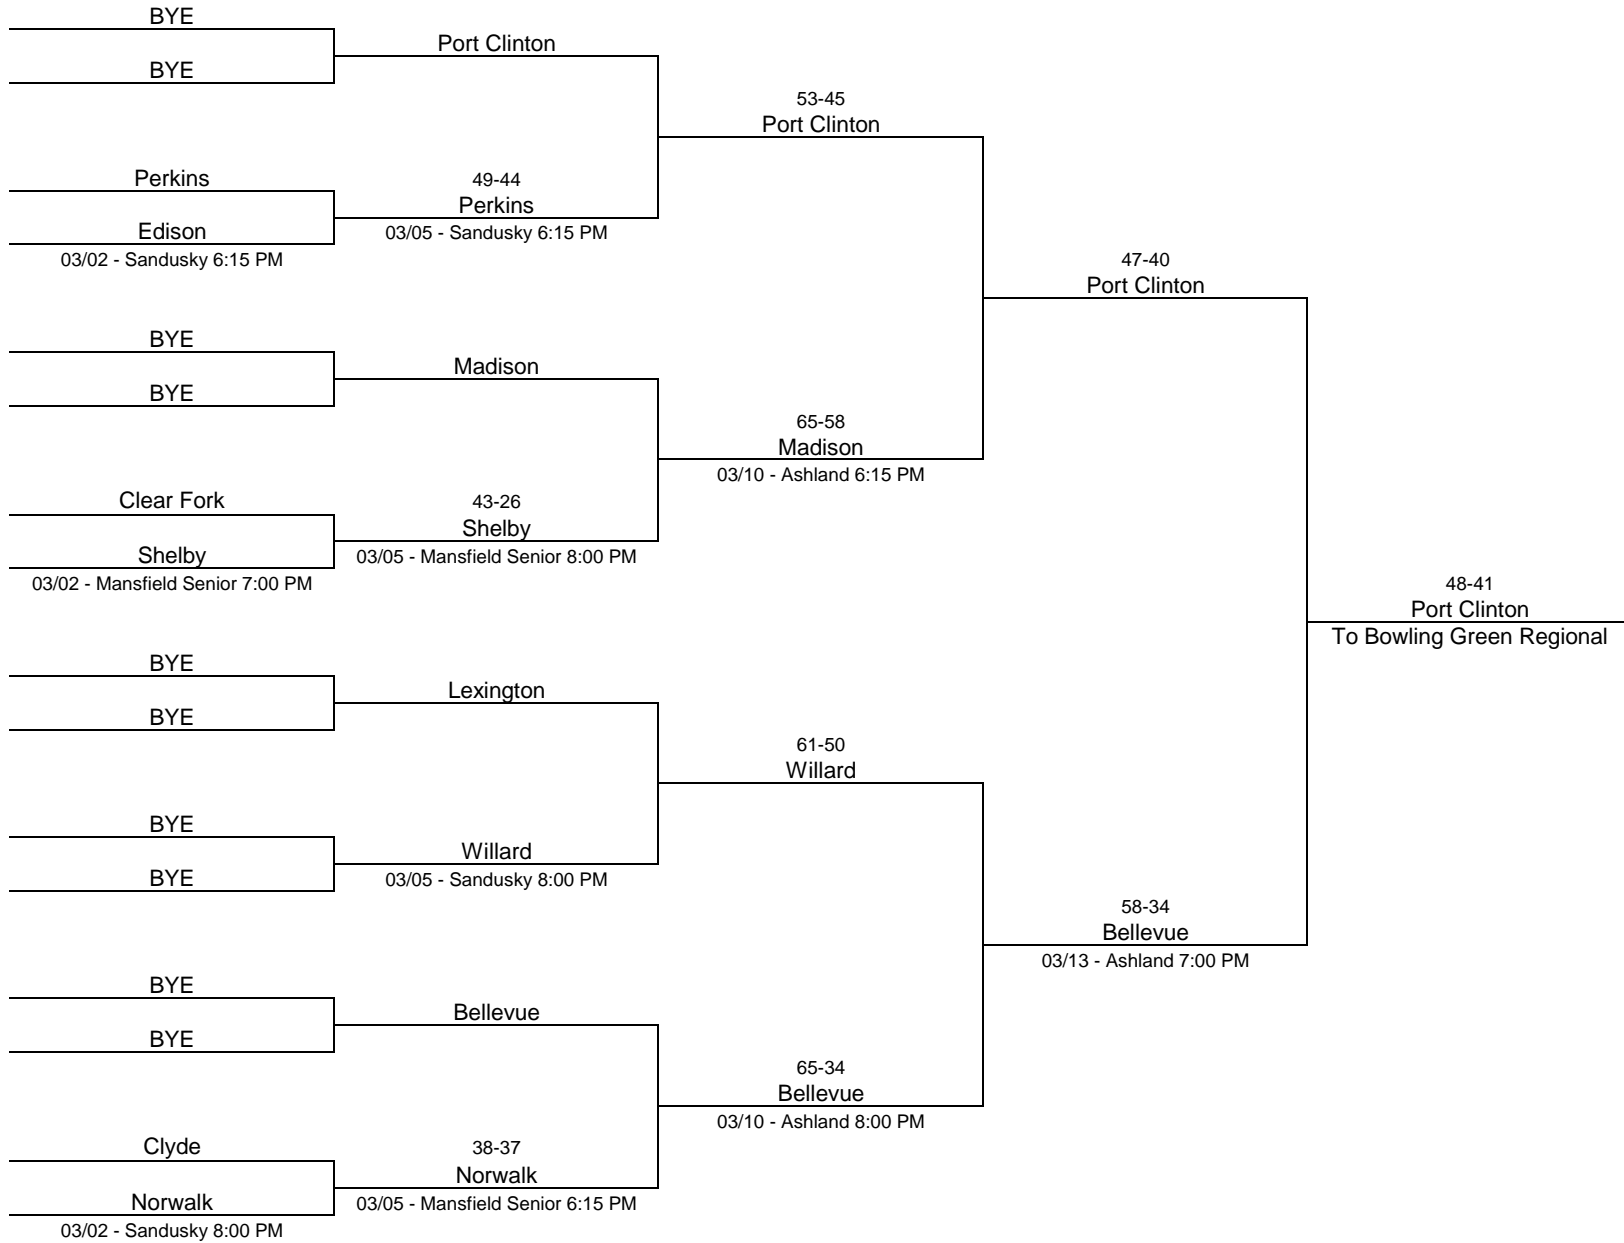 BYE
BYE
Port Clinton
53-45
Port Clinton
Perkins
Edison
03/02 - Sandusky 6:15 PM
49-44
Perkins
03/05 - Sandusky 6:15 PM
47-40
Port Clinton
BYE
BYE
Madison
65-58
Madison
03/10 - Ashland 6:15 PM
Clear Fork
Shelby
03/02 - Mansfield Senior 7:00 PM
43-26
Shelby
03/05 - Mansfield Senior 8:00 PM
48-41
Port Clinton
To Bowling Green Regional
BYE
BYE
Lexington
61-50
Willard
BYE
BYE
Willard
03/05 - Sandusky 8:00 PM
58-34
Bellevue
03/13 - Ashland 7:00 PM
BYE
BYE
Bellevue
65-34
Bellevue
03/10 - Ashland 8:00 PM
Clyde
Norwalk
03/02 - Sandusky 8:00 PM
38-37
Norwalk
03/05 - Mansfield Senior 6:15 PM